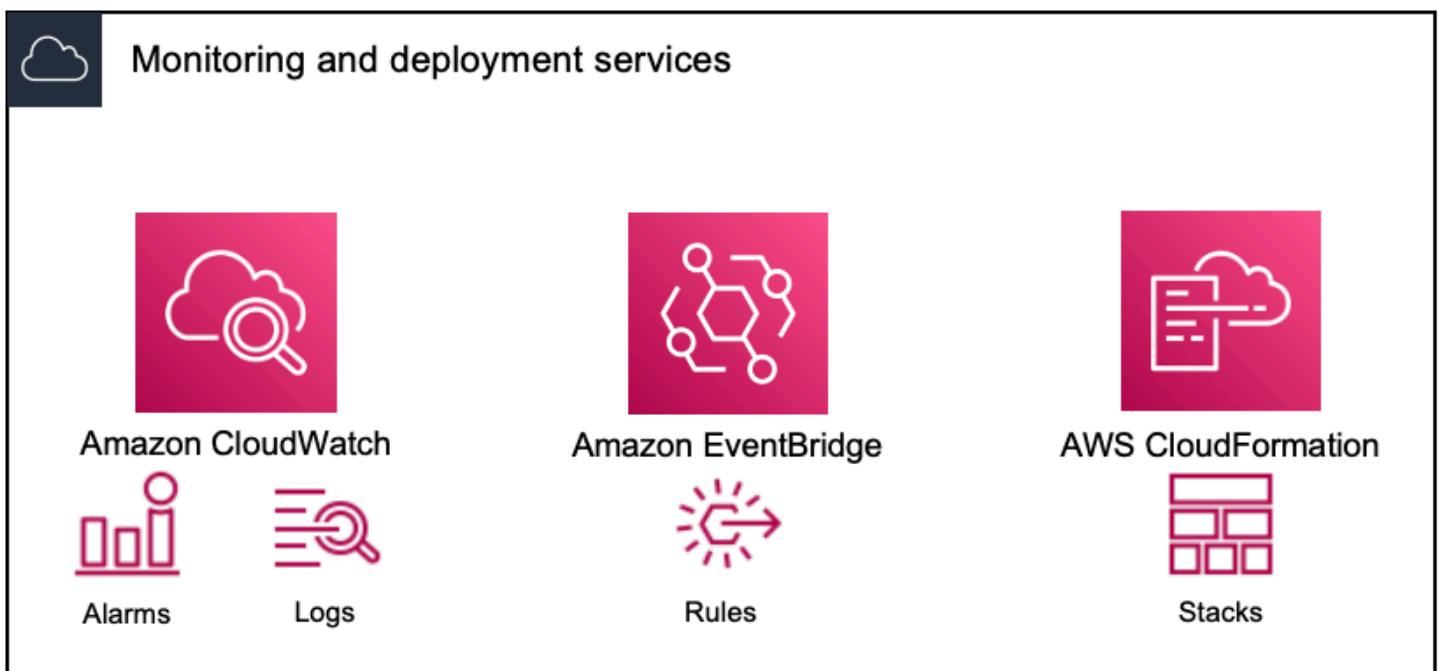 Monitoring and deployment services
Amazon CloudWatch
Amazon EventBridge
AWS CloudFormation
Alarms
Logs
Rules
Stacks